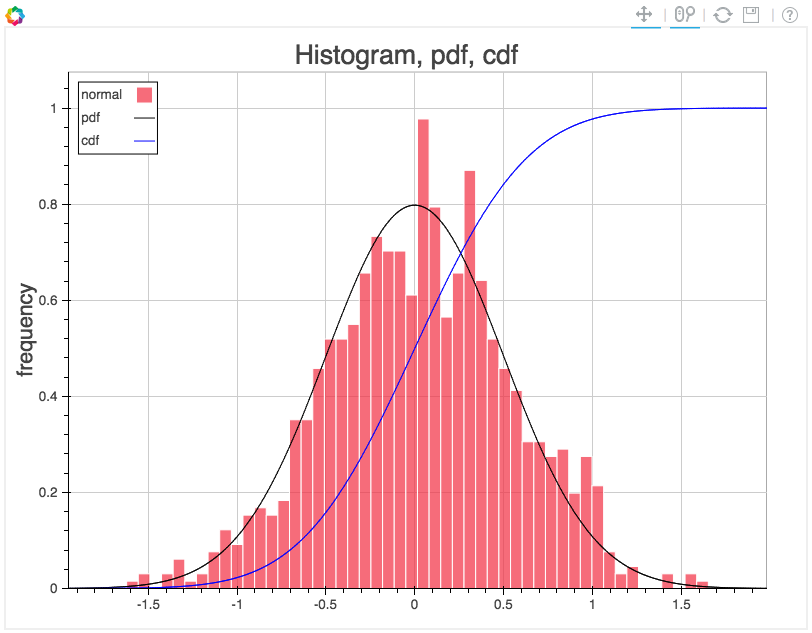 Histogram, pdf, cdf
normal
pdf
cdf
frequency
1
0.8
0.6
0.4
0.2
0
-1.5 -1 -0.5 0 0.5 1 1.5